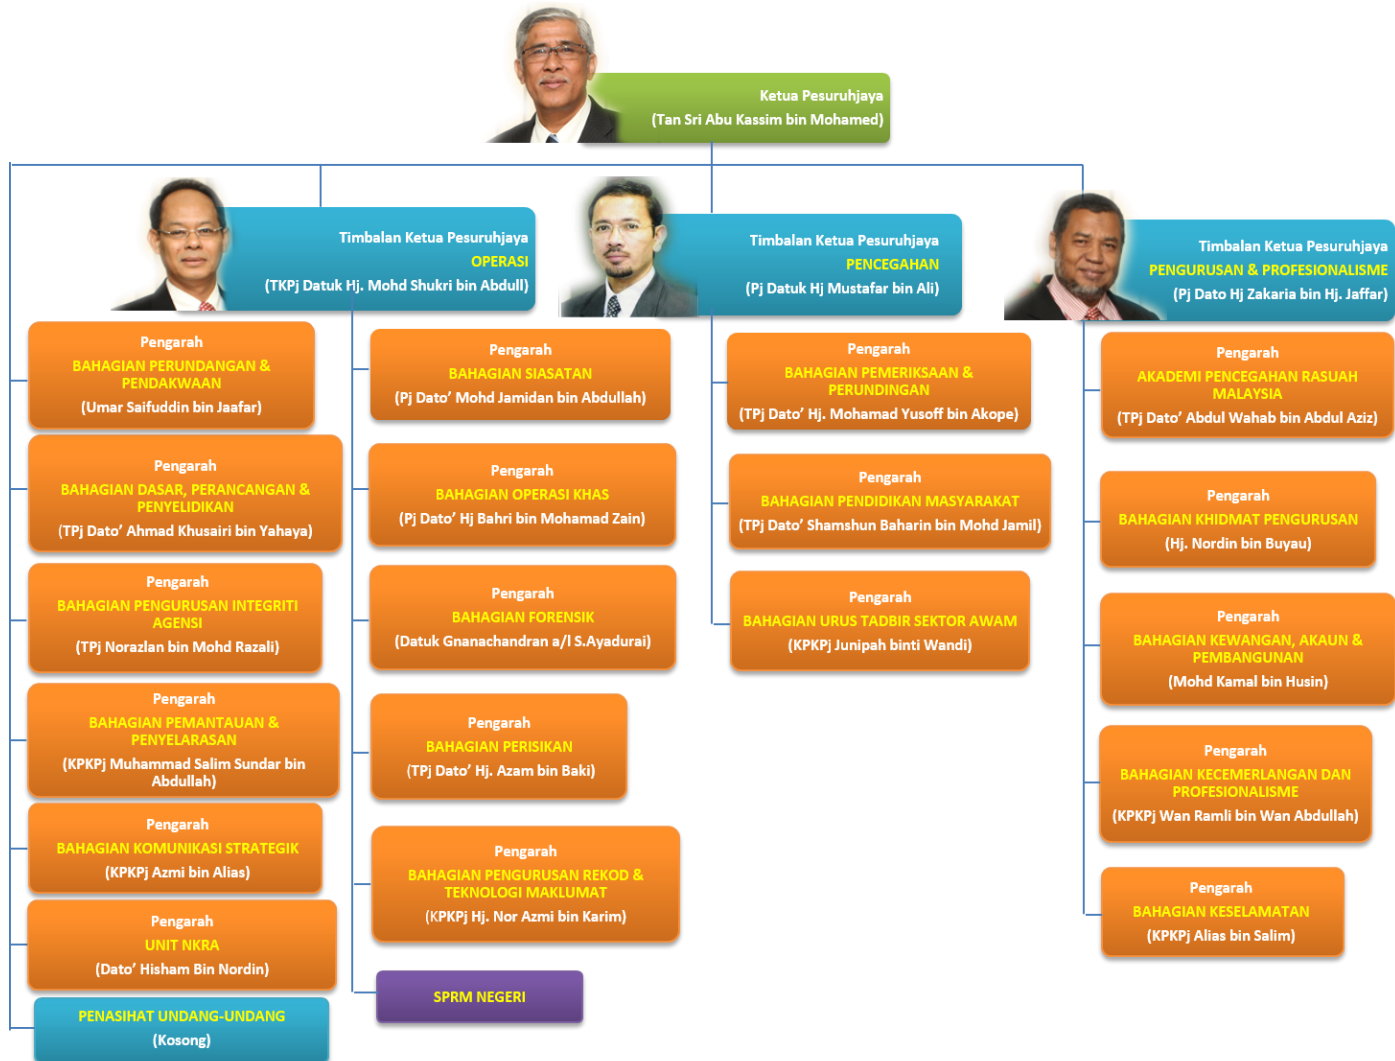 Ketua Pesuruhjaya
(Tan Sri Abu Kassim bin Mohamed)
Timbalan Ketua Pesuruhjaya
OPERASI
(TKPj Datuk Hj. Mohd Shukri bin Abdull)
Timbalan Ketua Pesuruhjaya
PENCEGAHAN
(Pj Datuk Hj Mustafar bin Ali)
Timbalan Ketua Pesuruhjaya
PENGURUSAN & PROFESIONALISME
(Pj Dato Hj Zakaria bin Hj. Jaffar)
Pengarah
BAHAGIAN PERUNDANGAN &
PENDAKWAAN
(Umar Saifuddin bin Jaafar)
Pengarah
BAHAGIAN DASAR, PERANCANGAN &
PENYELIDIKAN
(TPj Dato’ Ahmad Khusairi bin Yahaya)
Pengarah
BAHAGIAN PENGURUSAN INTEGRITI
AGENSI
(TPj Norazlan bin Mohd Razali)
Pengarah
BAHAGIAN PEMANTAUAN &
PENYELARASAN
(KPKPj Muhammad Salim Sundar bin
Abdullah)
Pengarah
BAHAGIAN KOMUNIKASI STRATEGIK
(KPKPj Azmi bin Alias)
Pengarah
UNIT NKRA
(Dato’ Hisham Bin Nordin)
PENASIHAT UNDANG-UNDANG
(Kosong)
Pengarah
BAHAGIAN SIASATAN
(Pj Dato’ Mohd Jamidan bin Abdullah)
Pengarah
BAHAGIAN OPERASI KHAS
(Pj Dato’ Hj Bahri bin Mohamad Zain)
Pengarah
BAHAGIAN FORENSIK
(Datuk Gnanachandran a/l S.Ayadurai)
Pengarah
BAHAGIAN PERISIKAN
(TPj Dato’ Hj. Azam bin Baki)
Pengarah
BAHAGIAN PENGURUSAN REKOD &
TEKNOLOGI MAKLUMAT
(KPKPj Hj. Nor Azmi bin Karim)
SPRM NEGERI
Pengarah
BAHAGIAN PEMERIKSAAN &
PERUNDINGAN
(TPj Dato’ Hj. Mohamad Yusoff bin Akope)
Pengarah
BAHAGIAN PENDIDIKAN MASYARAKAT
(TPj Dato’ Shamshun Baharin bin Mohd Jamil)
Pengarah
BAHAGIAN URUS TADBIR SEKTOR AWAM
(KPKPj Junipah binti Wandi)
Pengarah
AKADEMI PENCEGAHAN RASUAH
MALAYSIA
(TPj Dato’ Abdul Wahab bin Abdul Aziz)
Pengarah
BAHAGIAN KHIDMAT PENGURUSAN
(Hj. Nordin bin Buyau)
Pengarah
BAHAGIAN KEWANGAN, AKAUN &
PEMBANGUNAN
(Mohd Kamal bin Husin)
Pengarah
BAHAGIAN KECEMERLANGAN DAN
PROFESIONALISME
(KPKPj Wan Ramli bin Wan Abdullah)
Pengarah
BAHAGIAN KESELAMATAN
(KPKPj Alias bin Salim)